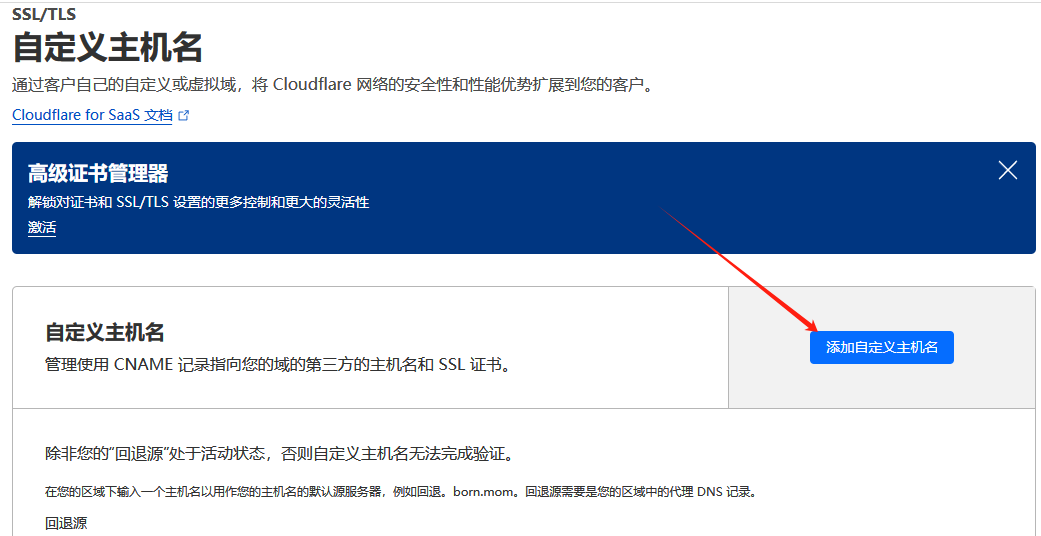 SSL/TLS
自定义主机名
通过客户自己的自定义或虚拟域，将 Cloudflare 网络的安全性和性能优势扩展到您的客户。
Cloudflare for SaaS 文档
高级证书管理器
解锁对证书和 SSL/TLS 设置的更多控制和更大的灵活性
激活
自定义主机名
管理使用 CNAME 记录指向您的域的第三方的主机名和 SSL 证书。
添加自定义主机名
除非您的“回退源”处于活动状态，否则自定义主机名无法完成验证。
在您的区域下输入一个主机名以用作您的主机名的默认源服务器，例如回退。born.mom。回退源需要是您的区域中的代理 DNS 记录。
回退源